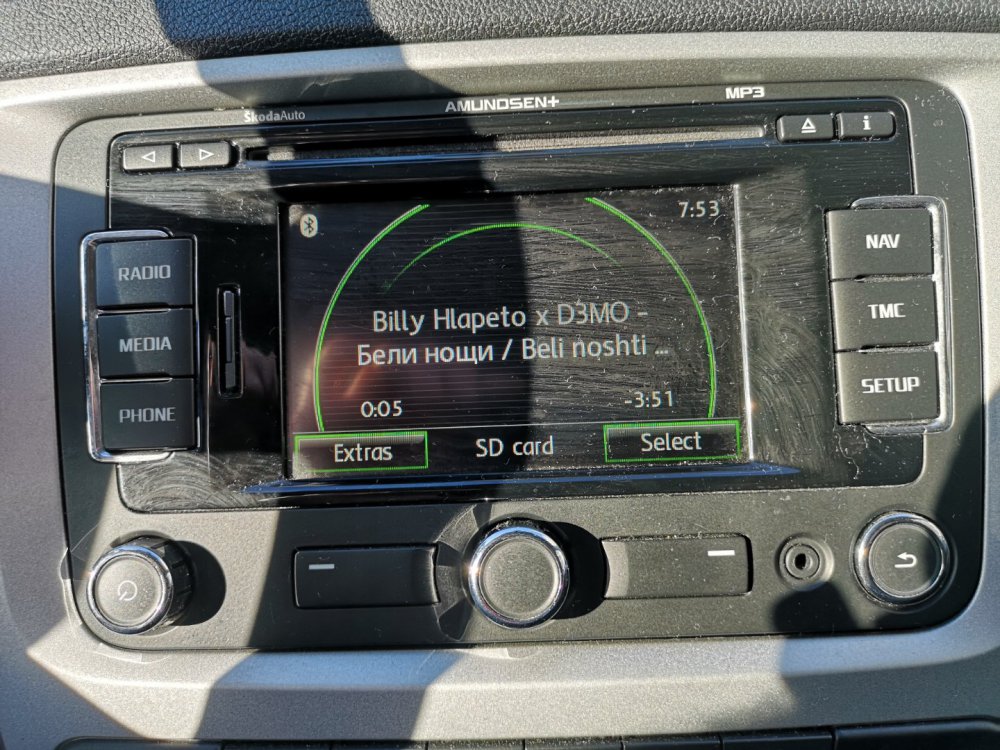 AMUNDSEN+
MP3
ŠkodaAuto
i
7:53
RADIO
NAV
MEDIA
TMC
PHONE
SETUP
Billy Hlapeto x D3MO -
Бели нощи / Beli noshti ...
0:05
-3:51
Extras
SD card
Select